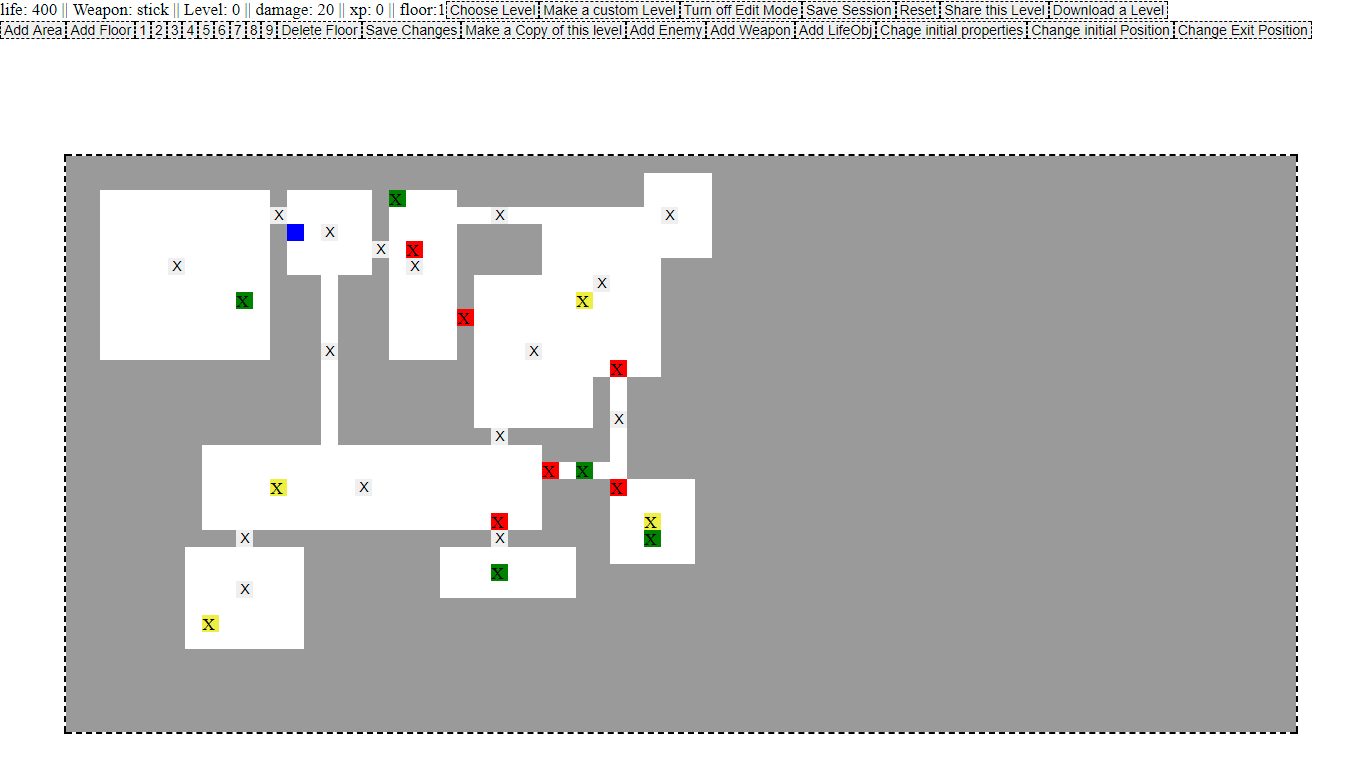 life: 400 || Weapon: stick || Level: 0 || damage: 20 || xp: 0 || floor:1 Choose Level Make a custom Level Turn off Edit Mode Save Session Reset Share this Level Download a Level
Add Area Add Floor 1 2 3 4 5 6 7 8 9 Delete Floor Save Changes Make a Copy of this level Add Enemy Add Weapon Add LifeObj Chage initial properties Change initial Position Change Exit Position
X
X X X X
X
X X
X X
X
X X
X
X X X
X
X
X
X X
X X X
X X
X X X
X
X
X